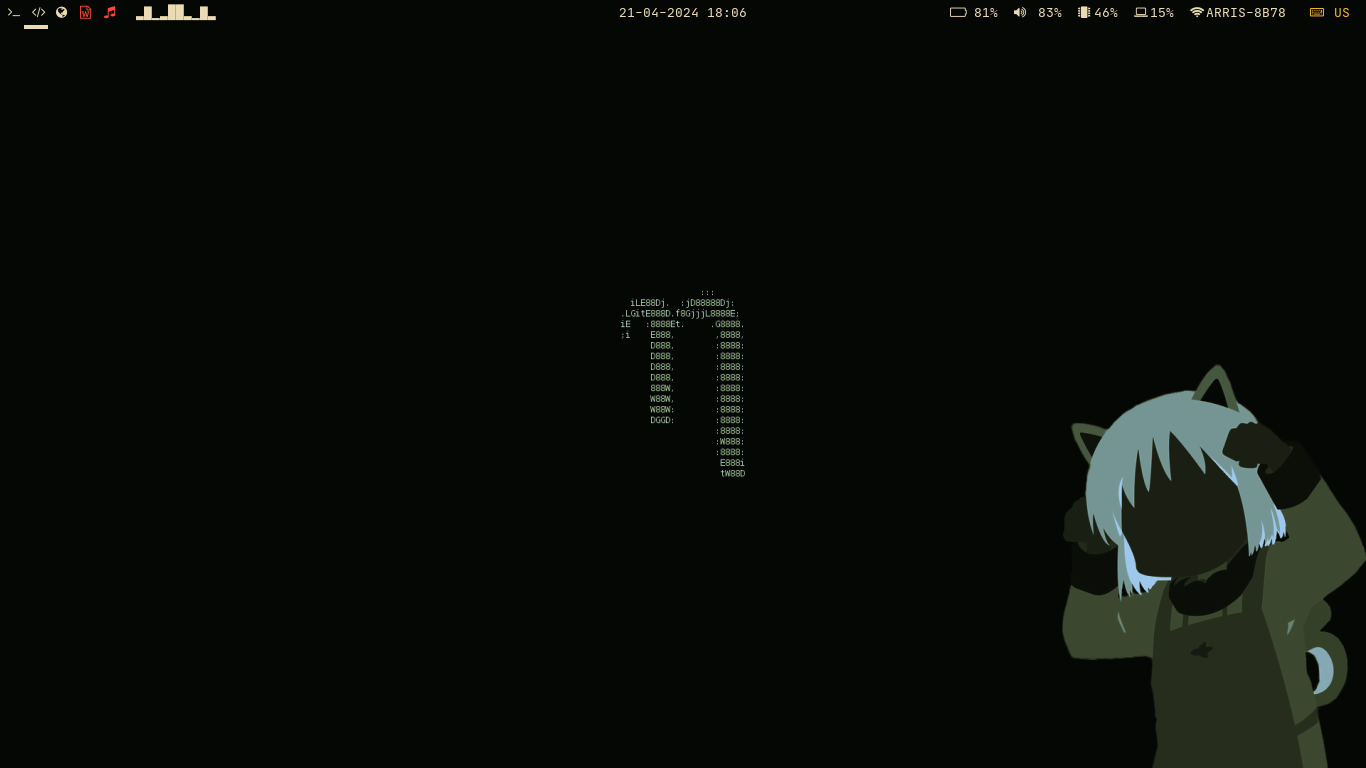 21-04-2024 18:06
81%
83%
46%
15%
ARRIS-8B78
US
:::
iLE88Dj. :jD88888Dj:
.LGitE888D.f8GjjjL8888E;
iE :8888Et. .G8888.
;i E888, ,8888,
D888, :8888:
D888, :8888:
D888, :8888:
D888, :8888:
888W, :8888:
W88W, :8888:
W88W: :8888:
DGGD: :8888:
:8888:
:W888:
:8888:
E888i
tW88D